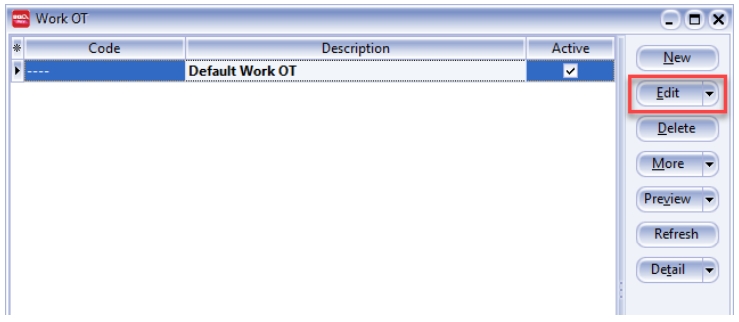 Work OT
Code Description Active
---- Default Work OT
New
Edit
Delete
More
Preview
Refresh
Detail